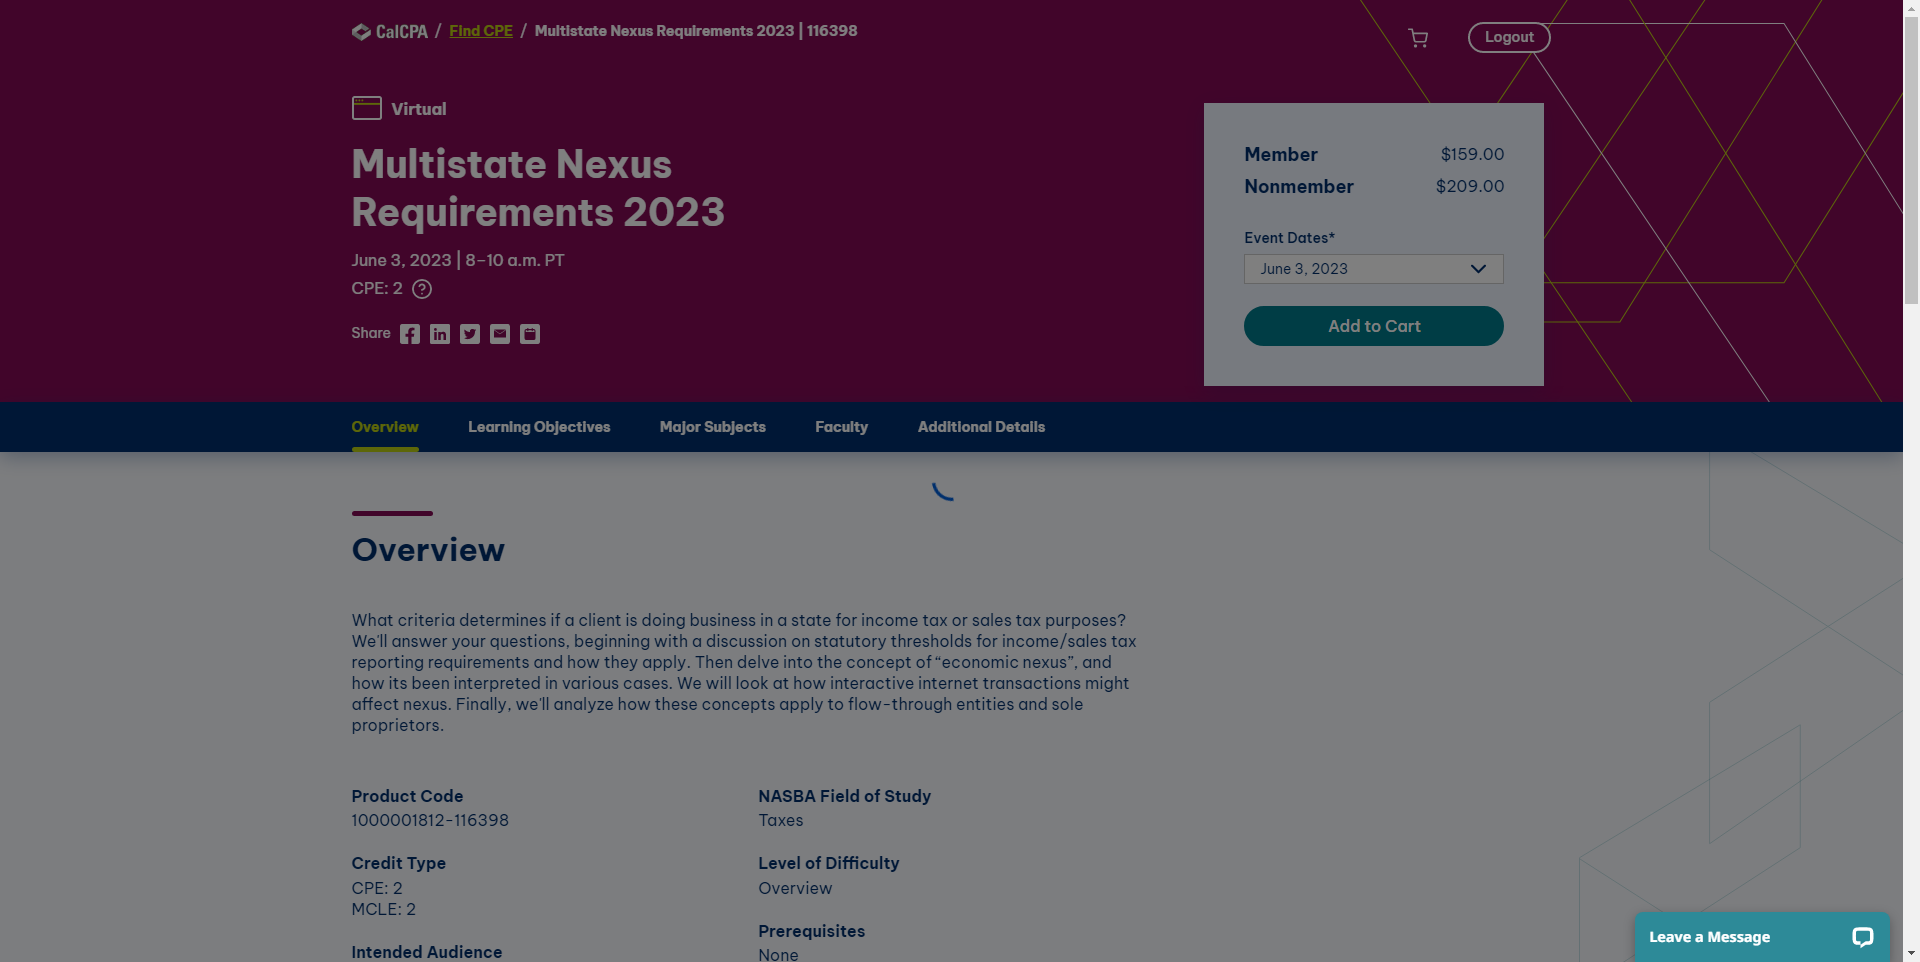 CalCPA / Find CPE / Multistate Nexus Requirements 2023 | 116398
Logout
Virtual
Multistate Nexus
Requirements 2023
June 3, 2023 | 8–10 a.m. PT
CPE: 2 ?
Share
Member $159.00
Nonmember $209.00
Event Dates*
June 3, 2023
Add to Cart
Overview Learning Objectives Major Subjects Faculty Additional Details
Overview
What criteria determines if a client is doing business in a state for income tax or sales tax purposes?
We'll answer your questions, beginning with a discussion on statutory thresholds for income/sales tax
reporting requirements and how they apply. Then delve into the concept of “economic nexus”, and
how its been interpreted in various cases. We will look at how interactive internet transactions might
affect nexus. Finally, we'll analyze how these concepts apply to flow-through entities and sole
proprietors.
Product Code
1000001812-116398
Credit Type
CPE: 2
MCLE: 2
Intended Audience
NASBA Field of Study
Taxes
Level of Difficulty
Overview
Prerequisites
None
Leave a Message